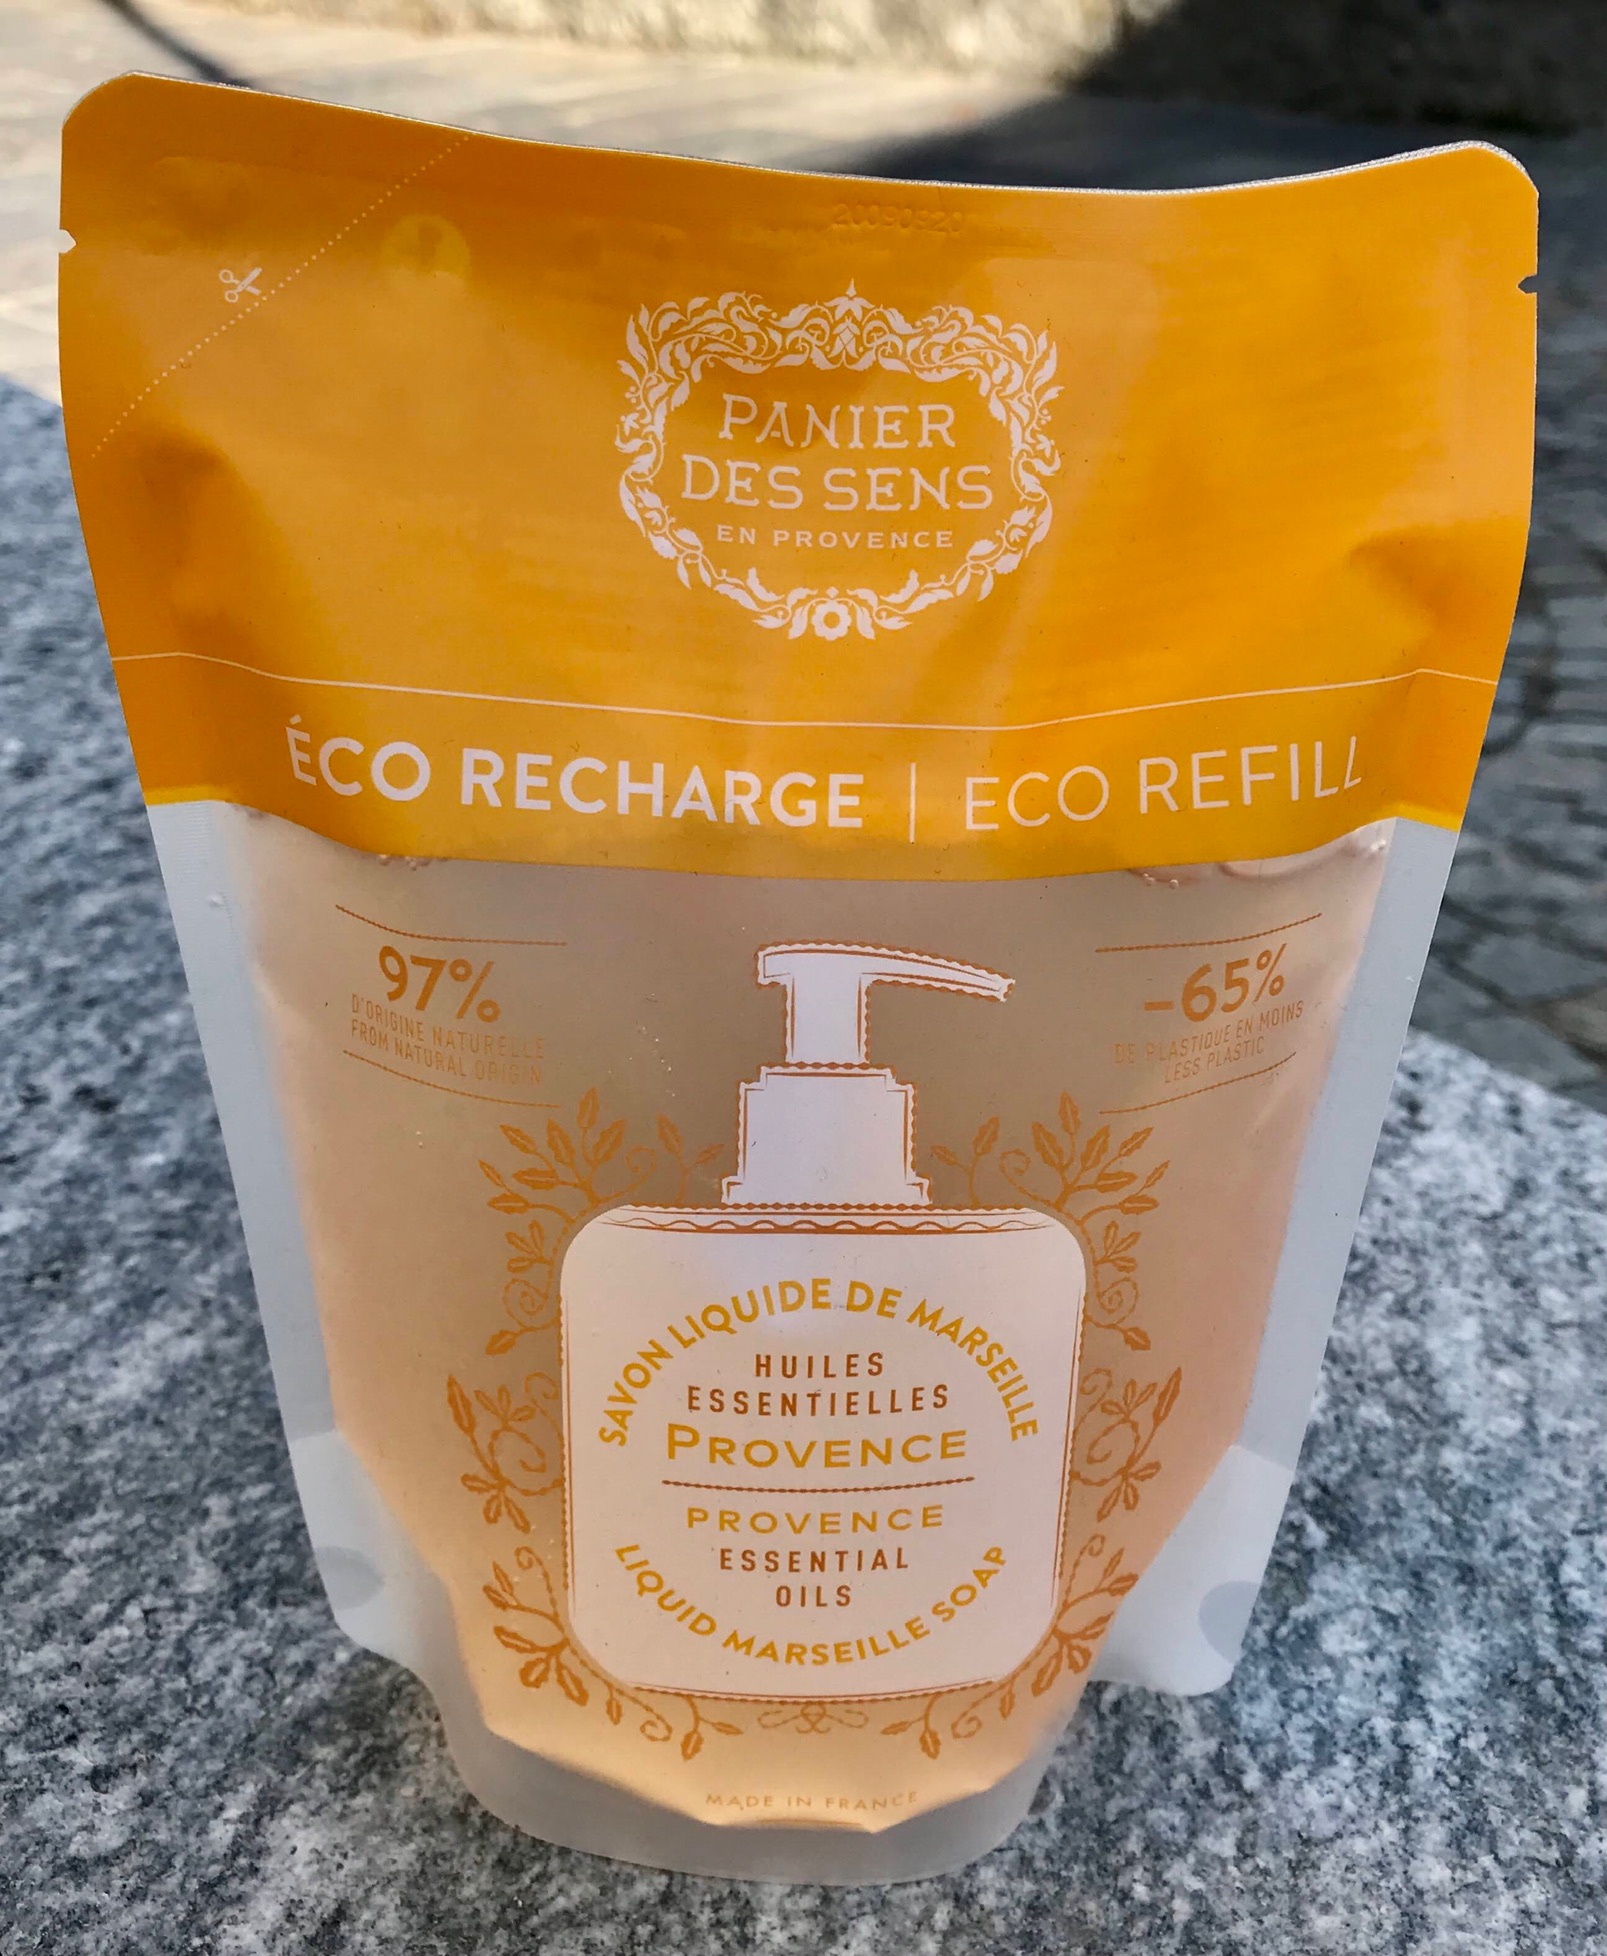 20090920
PANIER
DES SENS
EN PROVENCE
ÉCO RECHARGE | ECO REFILL
97%
D'ORIGINE NATURELLE
FROM NATURAL ORIGIN
-65%
DE PLASTIQUE EN MOINS
LESS PLASTIC
SAVON LIQUIDE DE MARSEILLE
HUILES
ESSENTIELLES
PROVENCE
PROVENCE
ESSENTIAL
OILS
LIQUID MARSEILLE SOAP
MADE IN FRANCE